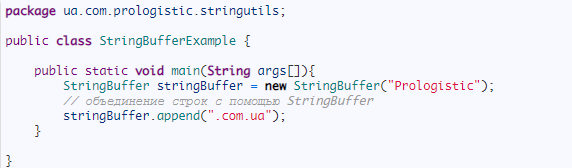 package ua.com.prologistic.stringutils;
public class StringBufferExample {
public static void main(String args[]){
StringBuffer stringBuffer = new StringBuffer("Prologistic");
// объединение строк с помощью StringBuffer
stringBuffer.append(".com.ua");
}
}